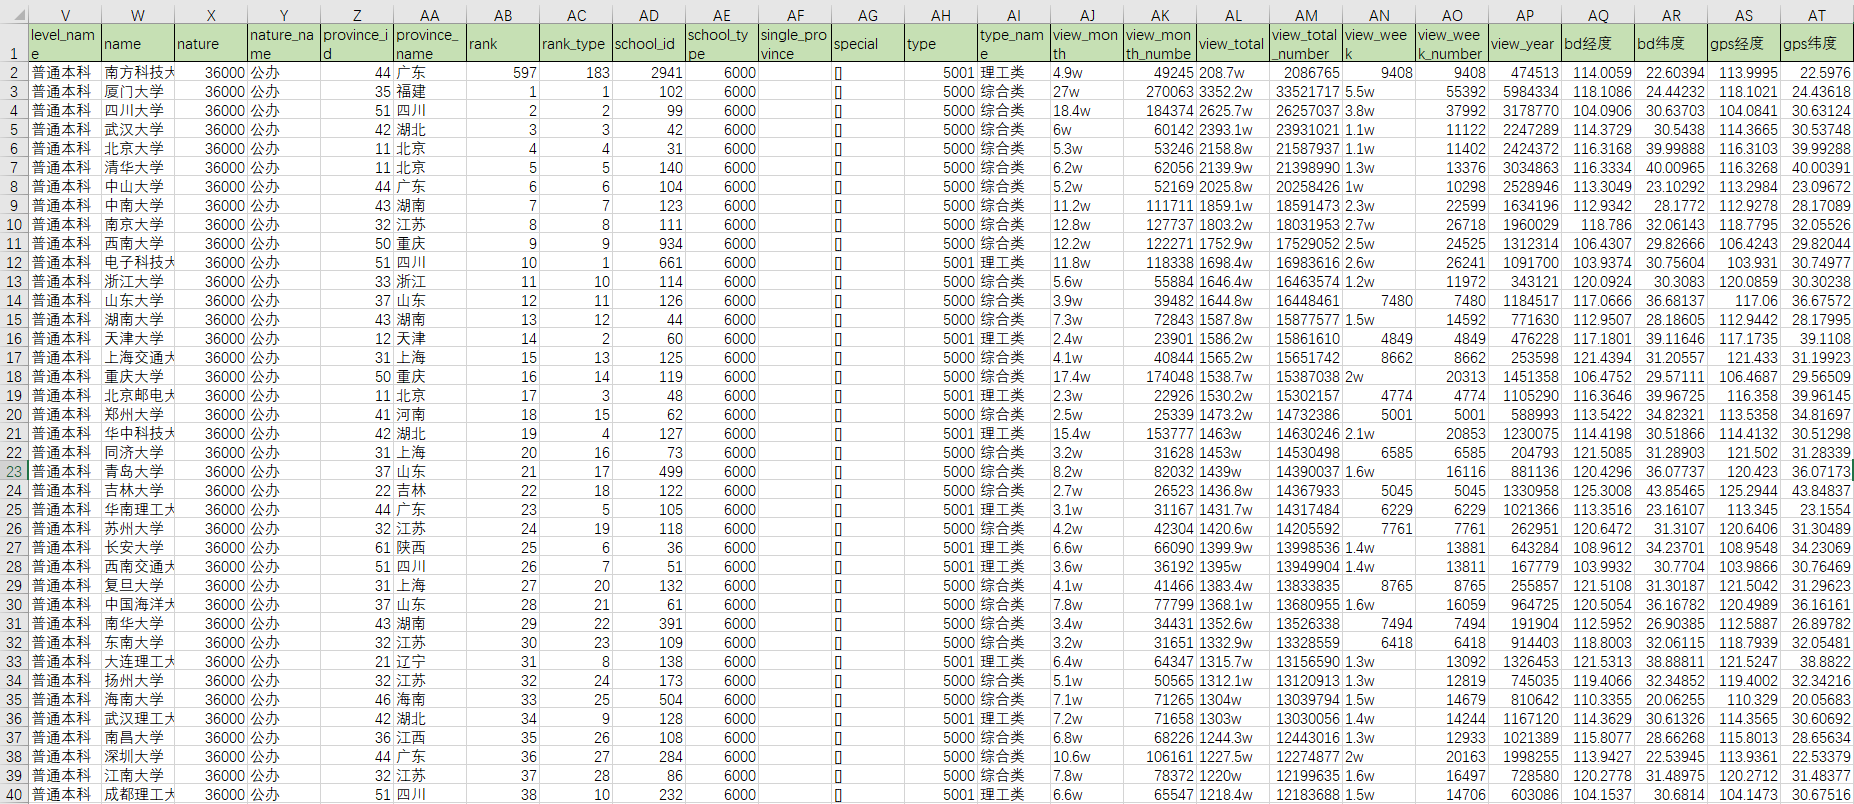 V W X Y Z AA AB AC AD AE AF AG AH AI AJ AK AL AM AN AO AP AQ AR AS AT
1 level_name name nature nature_name province_id province_name rank rank_type school_id school_type single_province special type type_name view_month view_month_numbe view_total view_total_number view_week view_week_number view_year bd经度 bd纬度 gps经度 gps纬度
2 普通本科 南方科技大 36000 公办 44 广东 597 183 2941 6000 [] 5001 理工类 4.9w 49245 208.7w 2086765 9408 9408 474513 114.0059 22.60394 113.9995 22.5976
3 普通本科 厦门大学 36000 公办 35 福建 1 1 102 6000 [] 5000 综合类 27w 270063 3352.2w 33521717 5.5w 55392 5984334 118.1086 24.44232 118.1021 24.43618
4 普通本科 四川大学 36000 公办 51 四川 2 2 99 6000 [] 5000 综合类 18.4w 184374 2625.7w 26257037 3.8w 37992 3178770 104.0906 30.63703 104.0841 30.63124
5 普通本科 武汉大学 36000 公办 42 湖北 3 3 42 6000 [] 5000 综合类 6w 60142 2393.1w 23931021 1.1w 11122 2247289 114.3729 30.5438 114.3665 30.53748
6 普通本科 北京大学 36000 公办 11 北京 4 4 31 6000 [] 5000 综合类 5.3w 53246 2158.8w 21587937 1.1w 11402 2424372 116.3168 39.99888 116.3103 39.99288
7 普通本科 清华大学 36000 公办 11 北京 5 5 140 6000 [] 5000 综合类 6.2w 62056 2139.9w 21398990 1.3w 13376 3034863 116.3334 40.00965 116.3268 40.00391
8 普通本科 中山大学 36000 公办 44 广东 6 6 104 6000 [] 5000 综合类 5.2w 52169 2025.8w 20258426 1w 10298 2528946 113.3049 23.10292 113.2984 23.09672
9 普通本科 中南大学 36000 公办 43 湖南 7 7 123 6000 [] 5000 综合类 11.2w 111711 1859.1w 18591473 2.3w 22599 1634196 112.9342 28.1772 112.9278 28.17089
10 普通本科 南京大学 36000 公办 32 江苏 8 8 111 6000 [] 5000 综合类 12.8w 127737 1803.2w 18031953 2.7w 26718 1960029 118.786 32.06143 118.7795 32.05526
11 普通本科 西南大学 36000 公办 50 重庆 9 9 934 6000 [] 5000 综合类 12.2w 122271 1752.9w 17529052 2.5w 24525 1312314 106.4307 29.82666 106.4243 29.82044
12 普通本科 电子科技大 36000 公办 51 四川 10 1 661 6000 [] 5001 理工类 11.8w 118338 1698.4w 16983616 2.6w 26241 1091700 103.9374 30.75604 103.931 30.74977
13 普通本科 浙江大学 36000 公办 33 浙江 11 10 114 6000 [] 5000 综合类 5.6w 55884 1646.4w 16463574 1.2w 11972 343121 120.0924 30.3083 120.0859 30.30238
14 普通本科 山东大学 36000 公办 37 山东 12 11 126 6000 [] 5000 综合类 3.9w 39482 1644.8w 16448461 7480 7480 1184517 117.0666 36.68137 117.06 36.67572
15 普通本科 湖南大学 36000 公办 43 湖南 13 12 44 6000 [] 5000 综合类 7.3w 72843 1587.8w 15877577 1.5w 14592 771630 112.9507 28.18605 112.9442 28.17995
16 普通本科 天津大学 36000 公办 12 天津 14 2 60 6000 [] 5001 理工类 2.4w 23901 1586.2w 15861610 4849 4849 476228 117.1801 39.11646 117.1735 39.1108
17 普通本科 上海交通大 36000 公办 31 上海 15 13 125 6000 [] 5000 综合类 4.1w 40844 1565.2w 15651742 8662 8662 253598 121.4394 31.20557 121.433 31.19923
18 普通本科 重庆大学 36000 公办 50 重庆 16 14 119 6000 [] 5000 综合类 17.4w 174048 1538.7w 15387038 2w 20313 1451358 106.4752 29.57111 106.4687 29.56509
19 普通本科 北京邮电大 36000 公办 11 北京 17 3 48 6000 [] 5001 理工类 2.3w 22926 1530.2w 15302157 4774 4774 1105290 116.3646 39.96725 116.358 39.96145
20 普通本科 郑州大学 36000 公办 41 河南 18 15 62 6000 [] 5000 综合类 2.5w 25339 1473.2w 14732386 5001 5001 588993 113.5422 34.82321 113.5358 34.81697
21 普通本科 华中科技大 36000 公办 42 湖北 19 4 127 6000 [] 5001 理工类 15.4w 153777 1463w 14630246 2.1w 20853 1230075 114.4198 30.51866 114.4132 30.51298
22 普通本科 同济大学 36000 公办 31 上海 20 16 73 6000 [] 5000 综合类 3.2w 31628 1453w 14530498 6585 6585 204793 121.5085 31.28903 121.502 31.28339
23 普通本科 青岛大学 36000 公办 37 山东 21 17 499 6000 [] 5000 综合类 8.2w 82032 1439w 14390037 1.6w 16116 881136 120.4296 36.07737 120.423 36.07173
24 普通本科 吉林大学 36000 公办 22 吉林 22 18 122 6000 [] 5000 综合类 2.7w 26523 1436.8w 14367933 5045 5045 1330958 125.3008 43.85465 125.2944 43.84837
25 普通本科 华南理工大 36000 公办 44 广东 23 5 105 6000 [] 5001 理工类 3.1w 31167 1431.7w 14317484 6229 6229 1021366 113.3516 23.16107 113.345 23.1554
26 普通本科 苏州大学 36000 公办 32 江苏 24 19 118 6000 [] 5000 综合类 4.2w 42304 1420.6w 14205592 7761 7761 262951 120.6472 31.3107 120.6406 31.30489
27 普通本科 长安大学 36000 公办 61 陕西 25 6 36 6000 [] 5001 理工类 6.6w 66090 1399.9w 13998536 1.4w 13881 643284 108.9612 34.23701 108.9548 34.23069
28 普通本科 西南交通大 36000 公办 51 四川 26 7 51 6000 [] 5001 理工类 3.6w 36192 1395w 13949904 1.4w 13811 167779 103.9932 30.7704 103.9866 30.76469
29 普通本科 复旦大学 36000 公办 31 上海 27 20 132 6000 [] 5000 综合类 4.1w 41466 1383.4w 13833835 8765 8765 255857 121.5108 31.30187 121.5042 31.29623
30 普通本科 中国海洋大 36000 公办 37 山东 28 21 61 6000 [] 5000 综合类 7.8w 77799 1368.1w 13680955 1.6w 16059 964725 120.5054 36.16782 120.4989 36.16161
31 普通本科 南华大学 36000 公办 43 湖南 29 22 391 6000 [] 5000 综合类 3.4w 34431 1352.6w 13526338 7494 7494 191904 112.5952 26.90385 112.5887 26.89782
32 普通本科 东南大学 36000 公办 32 江苏 30 23 109 6000 [] 5000 综合类 3.2w 31651 1332.9w 13328559 6418 6418 914403 118.8003 32.06115 118.7939 32.05481
33 普通本科 大连理工大 36000 公办 21 辽宁 31 8 138 6000 [] 5001 理工类 6.4w 64347 1315.7w 13156590 1.3w 13092 1326453 121.5313 38.88811 121.5247 38.8822
34 普通本科 扬州大学 36000 公办 32 江苏 32 24 173 6000 [] 5000 综合类 5.1w 50565 1312.1w 13120913 1.3w 12819 745035 119.4066 32.34852 119.4002 32.34216
35 普通本科 海南大学 36000 公办 46 海南 33 25 504 6000 [] 5000 综合类 7.1w 71265 1304w 13039794 1.5w 14679 810642 110.3355 20.06255 110.329 20.05683
36 普通本科 武汉理工大 36000 公办 42 湖北 34 9 128 6000 [] 5001 理工类 7.2w 71658 1303w 13030056 1.4w 14244 1167120 114.3629 30.61326 114.3565 30.60692
37 普通本科 南昌大学 36000 公办 36 江西 35 26 108 6000 [] 5000 综合类 6.8w 68226 1244.3w 12443016 1.3w 12933 1021389 115.8077 28.66268 115.8013 28.65634
38 普通本科 深圳大学 36000 公办 44 广东 36 27 284 6000 [] 5000 综合类 10.6w 106161 1227.5w 12274877 2w 20163 1998255 113.9427 22.53945 113.9361 22.53379
39 普通本科 江南大学 36000 公办 32 江苏 37 28 86 6000 [] 5000 综合类 7.8w 78372 1220w 12199635 1.6w 16497 728580 120.2778 31.48975 120.2712 31.48377
40 普通本科 成都理工大 36000 公办 51 四川 38 10 232 6000 [] 5001 理工类 6.6w 65547 1218.4w 12183688 1.5w 14706 603086 104.1537 30.6814 104.1473 30.67516